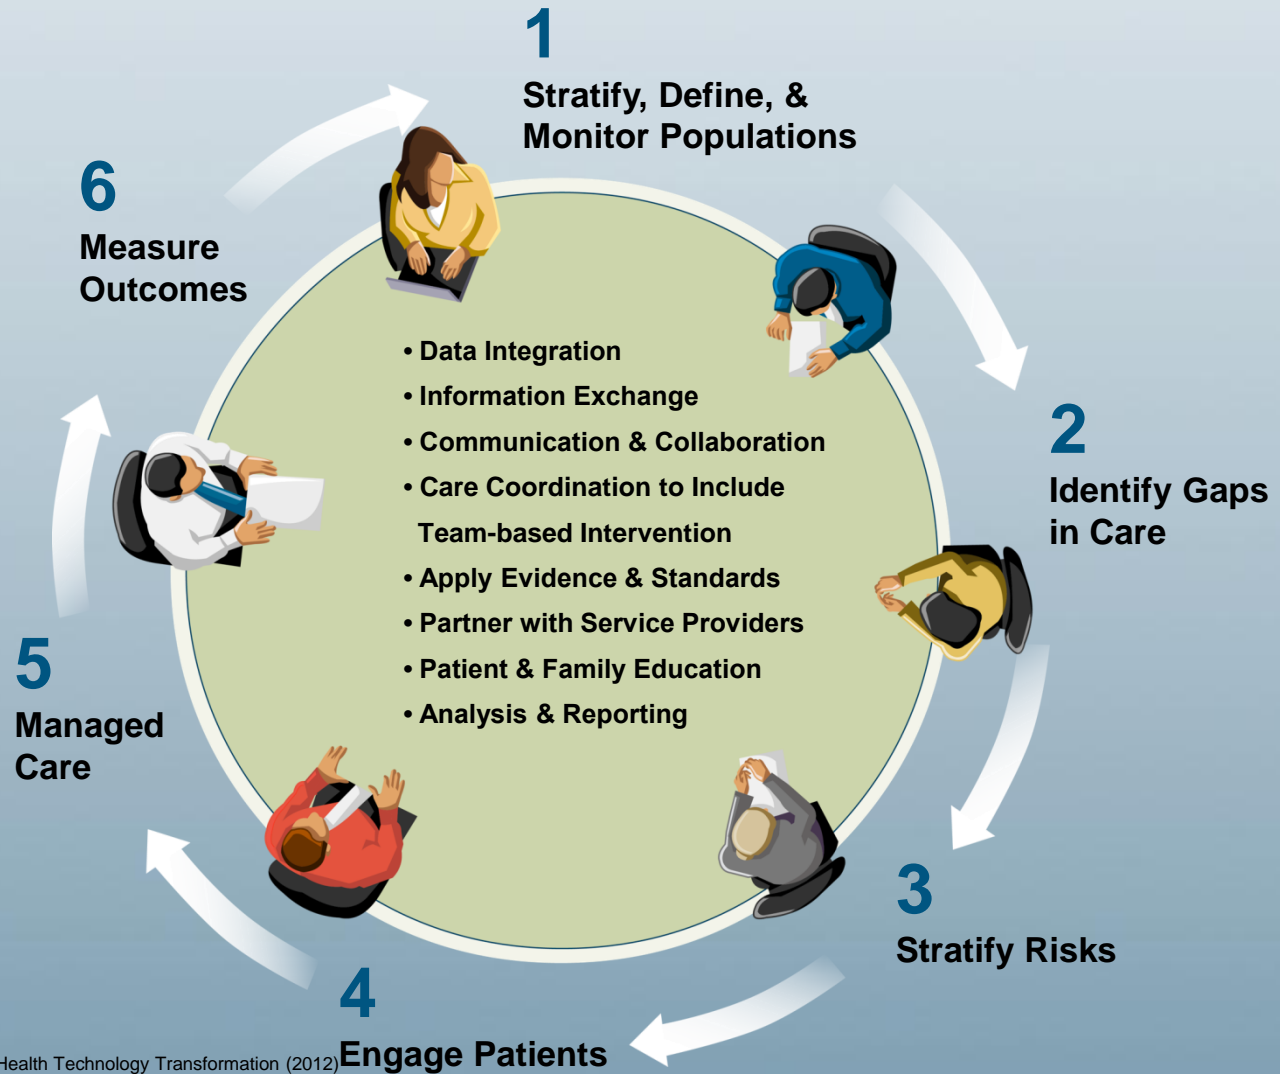 1
Stratify, Define, &
Monitor Populations
2
Identify Gaps
in Care
3
Stratify Risks
4
Engage Patients
5
Managed
Care
6
Measure
Outcomes
• Data Integration
• Information Exchange
• Communication & Collaboration
• Care Coordination to Include
Team-based Intervention
• Apply Evidence & Standards
• Partner with Service Providers
• Patient & Family Education
• Analysis & Reporting
Health Technology Transformation (2012)